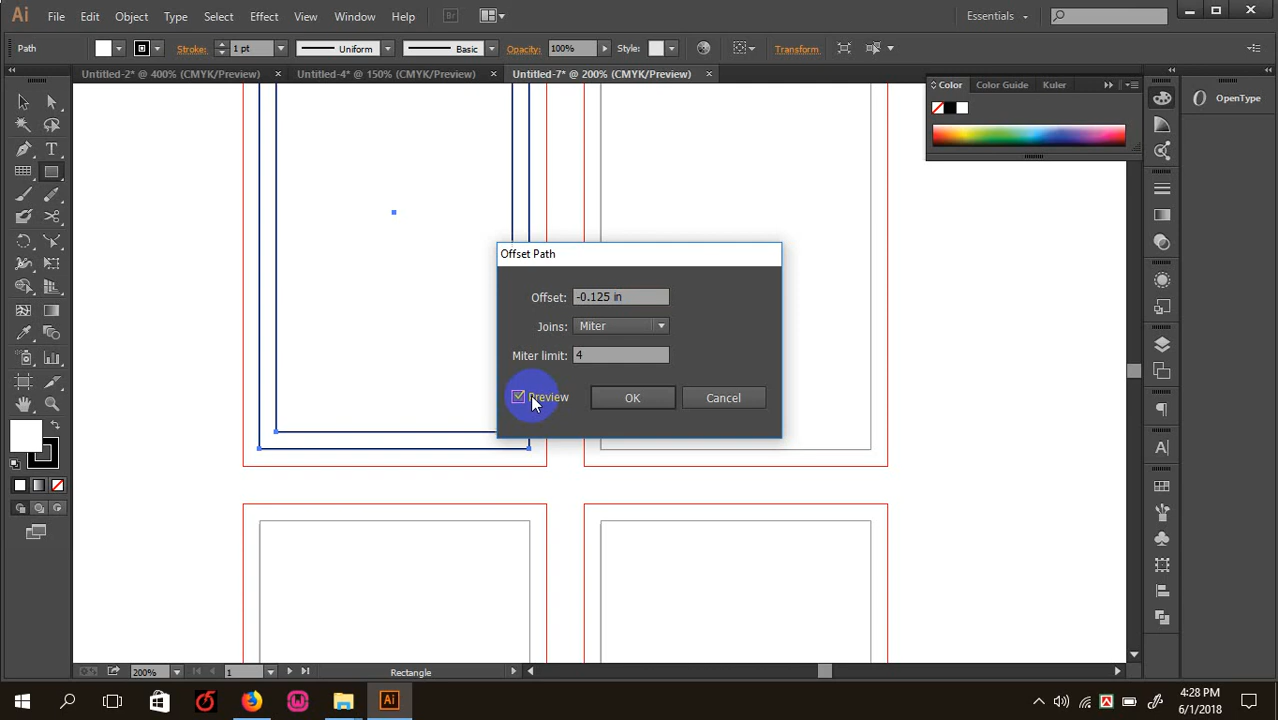 Ai File Edit Object Type Select Effect View Window Help Br Essentials
Path Stroke: 1 pt Uniform Basic Opacity: 100% Style: Transform
Untitled-2* @ 400% (CMYK/Preview) × Untitled-4* @ 150% (CMYK/Preview) × Untitled-7* @ 200% (CMYK/Preview) ×
Color Color Guide Kuler
OpenType
Offset Path
Offset: -0.125 in
Joins: Miter
Miter limit: 4
Preview OK Cancel
200% 1 Rectangle
Ai
4:28 PM
6/1/2018